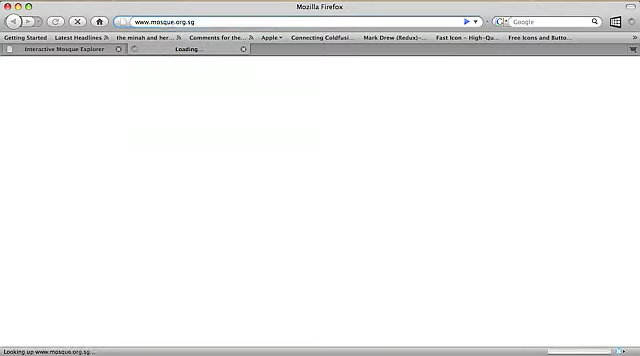 Mozilla Firefox
www.mosque.org.sg
Google
Getting Started Latest Headlines the minah and her... Comments for the... Apple Connecting Coldfusi... Mark Drew (Redux)-... Fast Icon - High-Qu... Free Icons and Butto... »
Interactive Mosque Explorer Loading...
Looking up www.mosque.org.sg...